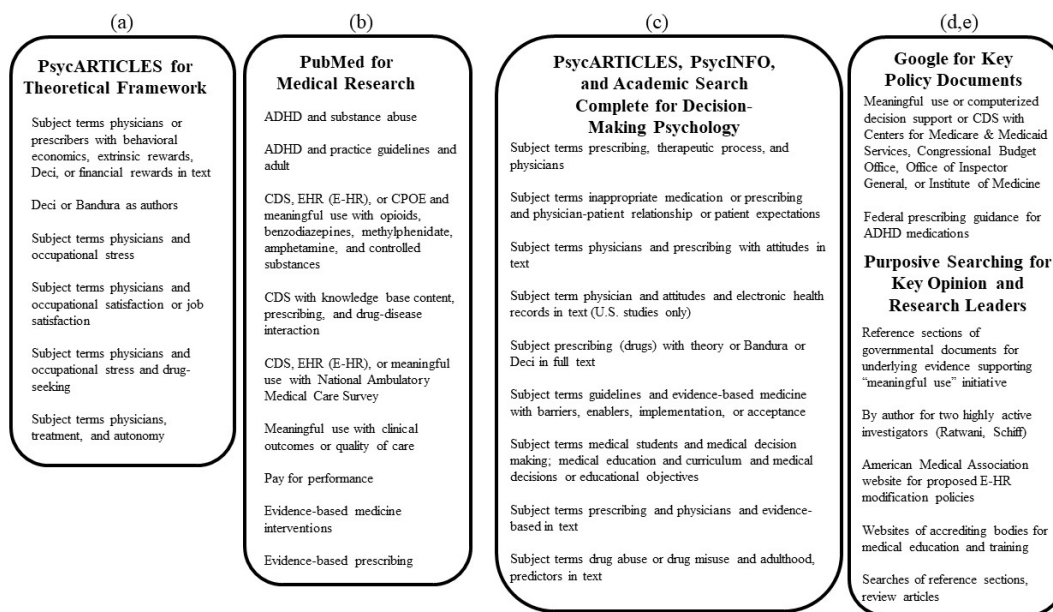 (a)
PsycARTICLES for
Theoretical Framework
Subject terms physicians or
prescribers with behavioral
economics, extrinsic rewards,
Deci, or financial rewards in text
Deci or Bandura as authors
Subject terms physicians and
occupational stress
Subject terms physicians and
occupational satisfaction or job
satisfaction
Subject terms physicians and
occupational stress and drug-
seeking
Subject terms physicians,
treatment, and autonomy
(b)
PubMed for
Medical Research
ADHD and substance abuse
ADHD and practice guidelines and
adult
CDS, EHR (E-HR), or CPOE and
meaningful use with opioids,
benzodiazepines, methylphenidate,
amphetamine, and controlled
substances
CDS with knowledge base content,
prescribing, and drug-disease
interaction
CDS, EHR (E-HR), or meaningful
use with National Ambulatory
Medical Care Survey
Meaningful use with clinical
outcomes or quality of care
Pay for performance
Evidence-based medicine
interventions
Evidence-based prescribing
(c)
PsycARTICLES, PsycINFO,
and Academic Search
Complete for Decision-
Making Psychology
Subject terms prescribing, therapeutic process, and
physicians
Subject terms inappropriate medication or prescribing
and physician-patient relationship or patient expectations
Subject terms physicians and prescribing with attitudes in
text
Subject term physician and attitudes and electronic health
records in text (U.S. studies only)
Subject prescribing (drugs) with theory or Bandura or
Deci in full text
Subject terms guidelines and evidence-based medicine
with barriers, enablers, implementation, or acceptance
Subject terms medical students and medical decision
making; medical education and curriculum and medical
decisions or educational objectives
Subject terms prescribing and physicians and evidence-
based in text
Subject terms drug abuse or drug misuse and adulthood,
predictors in text
(d,e)
Google for Key
Policy Documents
Meaningful use or computerized
decision support or CDS with
Centers for Medicare & Medicaid
Services, Congressional Budget
Office, Office of Inspector
General, or Institute of Medicine
Federal prescribing guidance for
ADHD medications
Purposive Searching for
Key Opinion and
Research Leaders
Reference sections of
governmental documents for
underlying evidence supporting
“meaningful use” initiative
By author for two highly active
investigators (Ratwani, Schiff)
American Medical Association
website for proposed E-HR
modification policies
Websites of accrediting bodies for
medical education and training
Searches of reference sections,
review articles